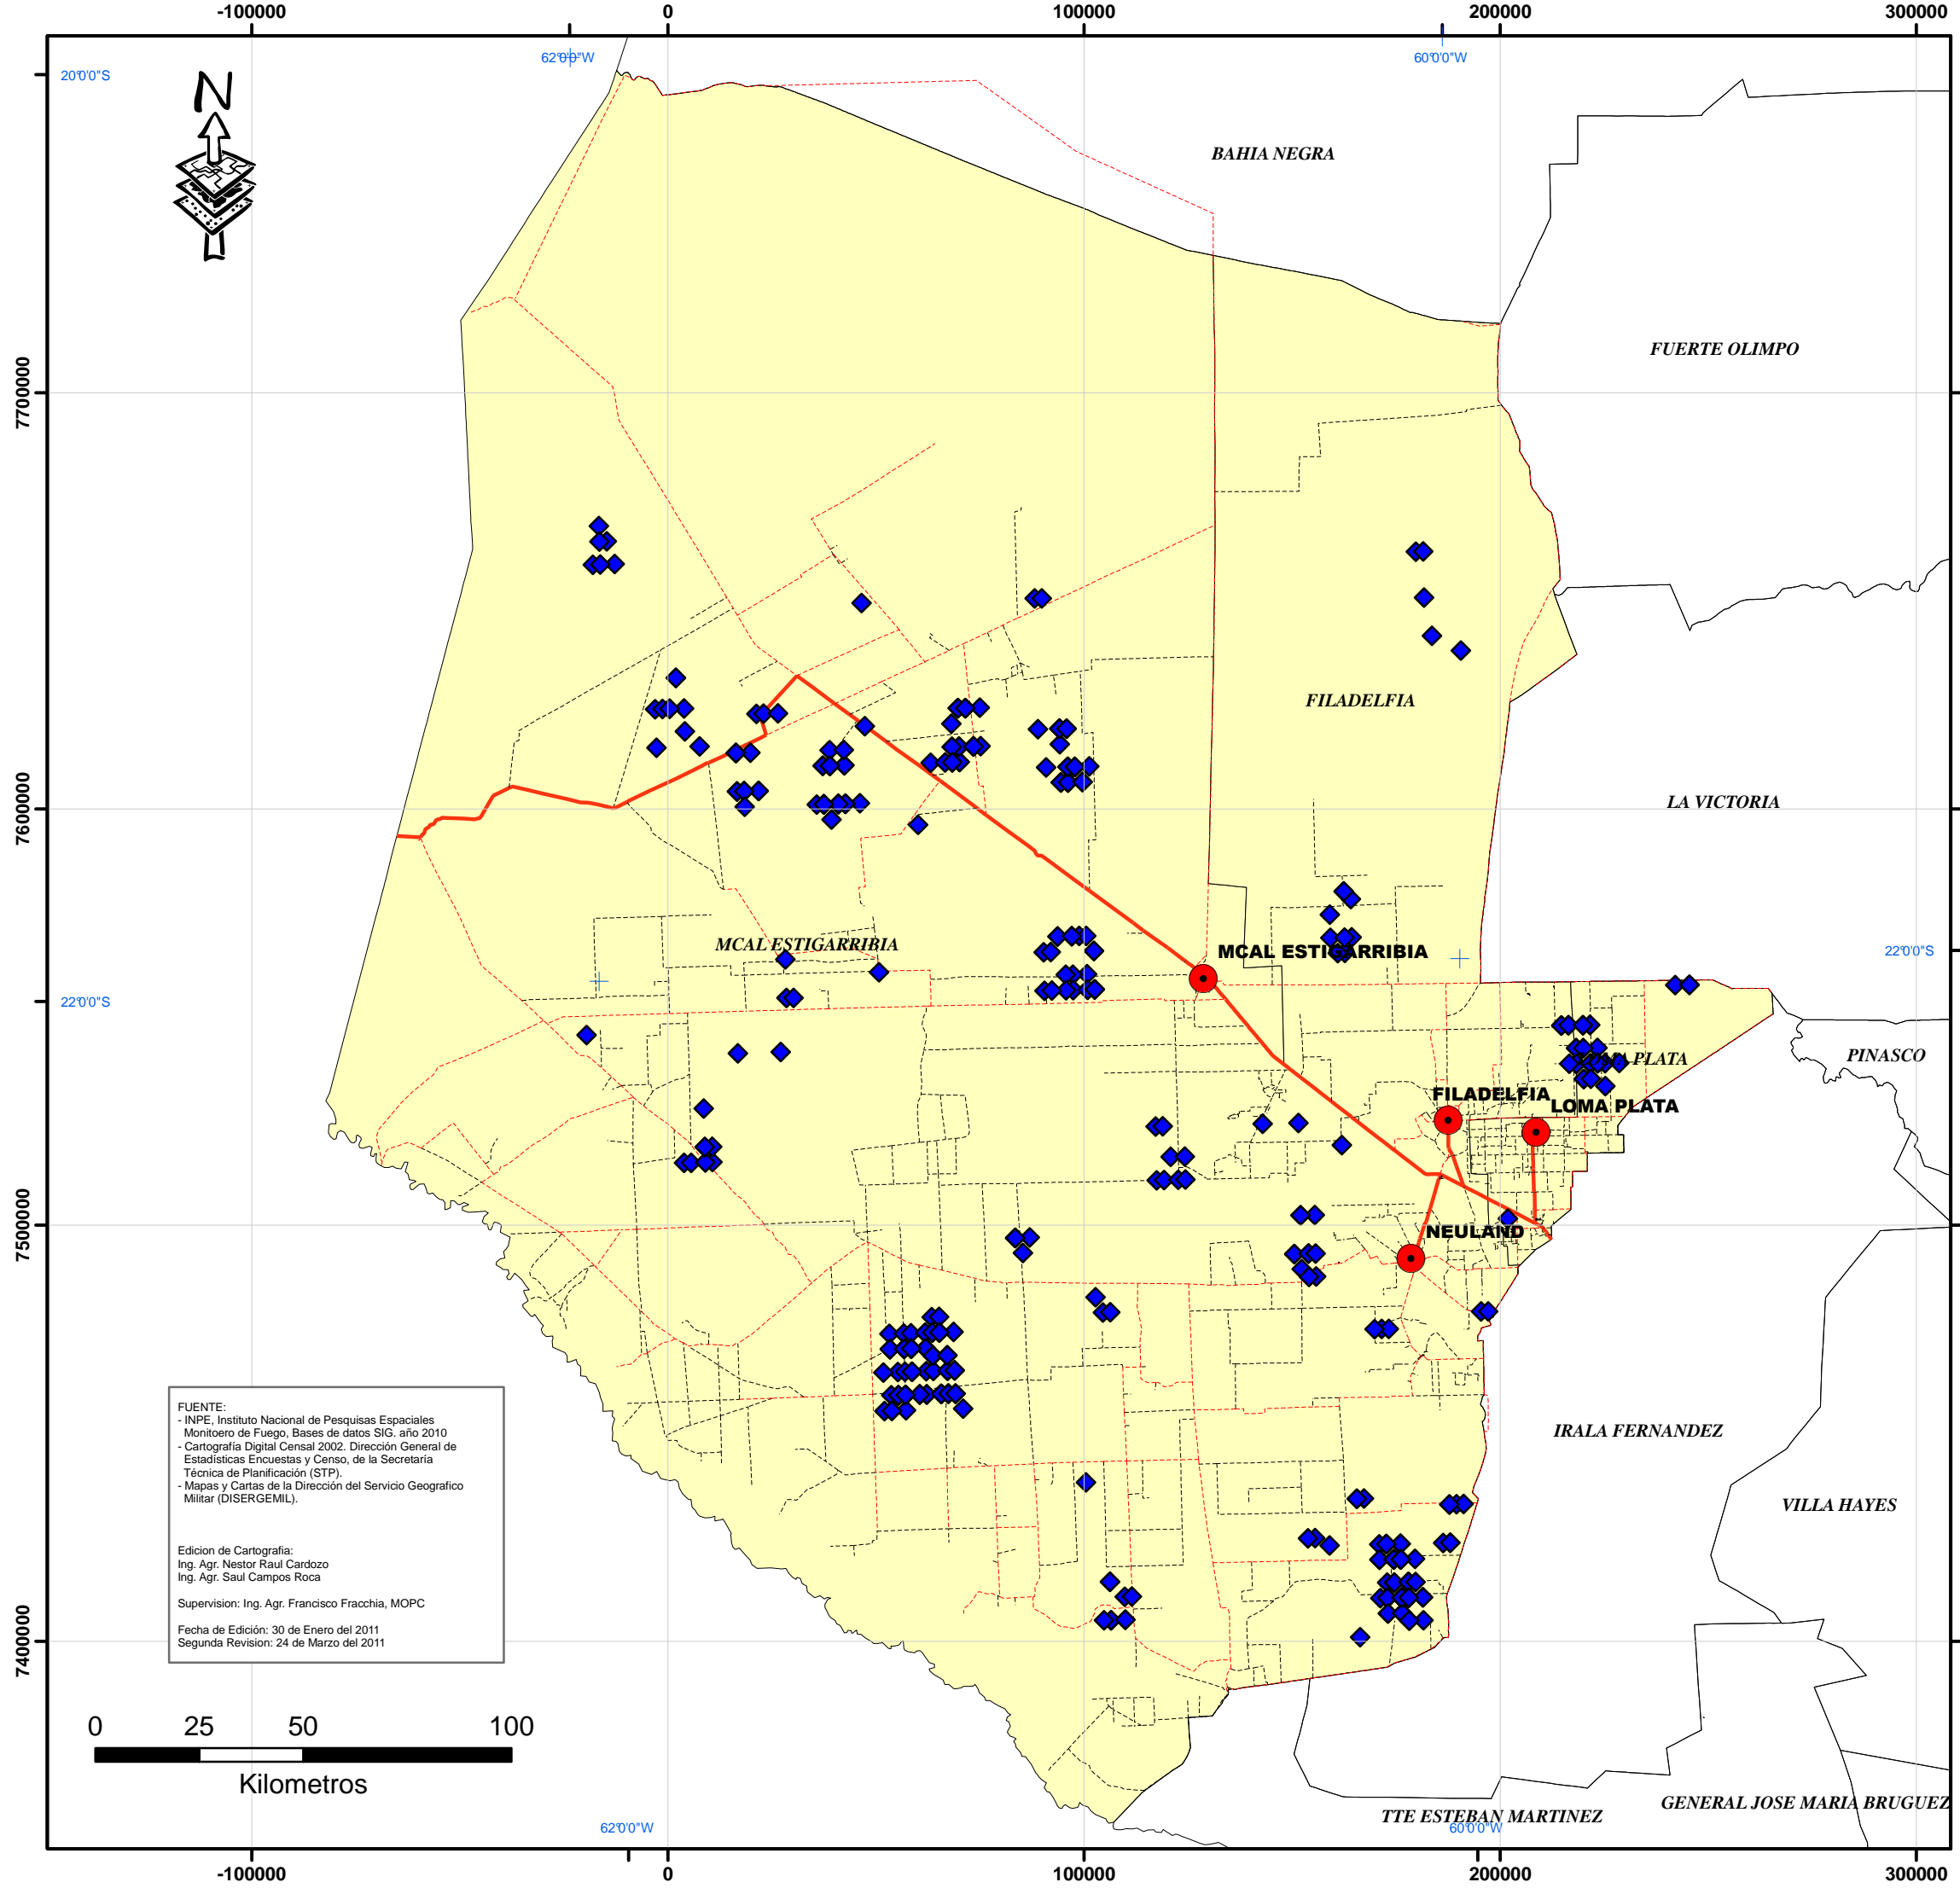 -100000 0 100000 200000 300000
62°0'0"W 60°0'0"W
20°0'0"S
N
BAHIA NEGRA
FUERTE OLIMPO
7700000
FILADELFIA
LA VICTORIA
7600000
MCAL ESTIGARRIBIA
MCAL ESTIGARRIBIA
22°0'0"S
22°0'0"S
PLATA
PINASCO
FILADELFIA
LOMA PLATA
7500000
NEULAND
IRALA FERNANDEZ
VILLA HAYES
7400000
FUENTE:
- INPE, Instituto Nacional de Pesquisas Espaciales
Monitoero de Fuego, Bases de datos SIG. año 2010
- Cartografía Digital Censal 2002. Dirección General de
Estadísticas Encuestas y Censo, de la Secretaría
Técnica de Planificación (STP).
- Mapas y Cartas de la Dirección del Servicio Geografico
Militar (DISERGEMIL).
Edicion de Cartografia:
Ing. Agr. Nestor Raul Cardozo
Ing. Agr. Saul Campos Roca
Supervision: Ing. Agr. Francisco Fracchia, MOPC
Fecha de Edición: 30 de Enero del 2011
Segunda Revision: 24 de Marzo del 2011
0 25 50 100
Kilometros
GENERAL JOSE MARIA BRUGUEZ
TTE ESTEBAN MARTINEZ
62°0'0"W 60°0'0"W
-100000 0 100000 200000 300000